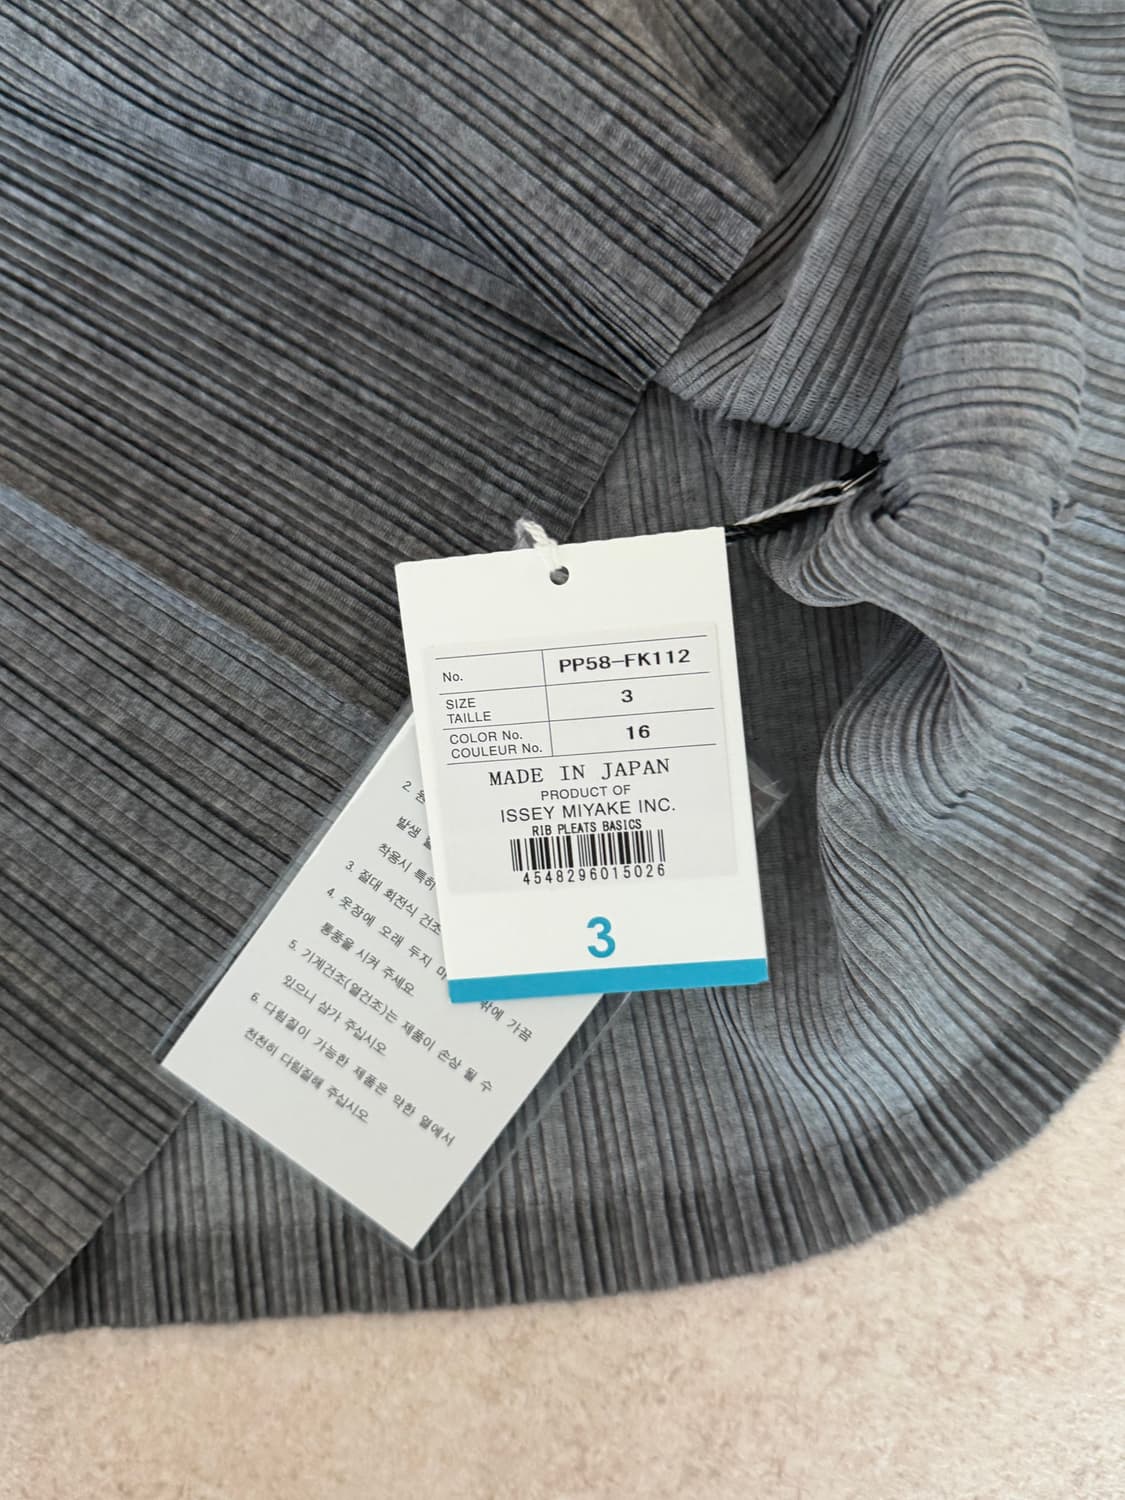 No. PP58-FK112
SIZE
TAILLE 3
COLOR No.
COULEUR No. 16
MADE IN JAPAN
PRODUCT OF
ISSEY MIYAKE INC.
RIB PLEATS BASICS
4548296015026
3
2.
발생
착용시 특허
3. 절대 회전식 건조
4. 옷장에 오래 두지 밖에 가끔
통풍을 시켜 주세요
5. 기계건조(열건조)는 제품이 손상 될 수
있으니 삼가 주십시오
6. 다림질이 가능한 제품은 약한 열에서
천천히 다림질해 주십시오